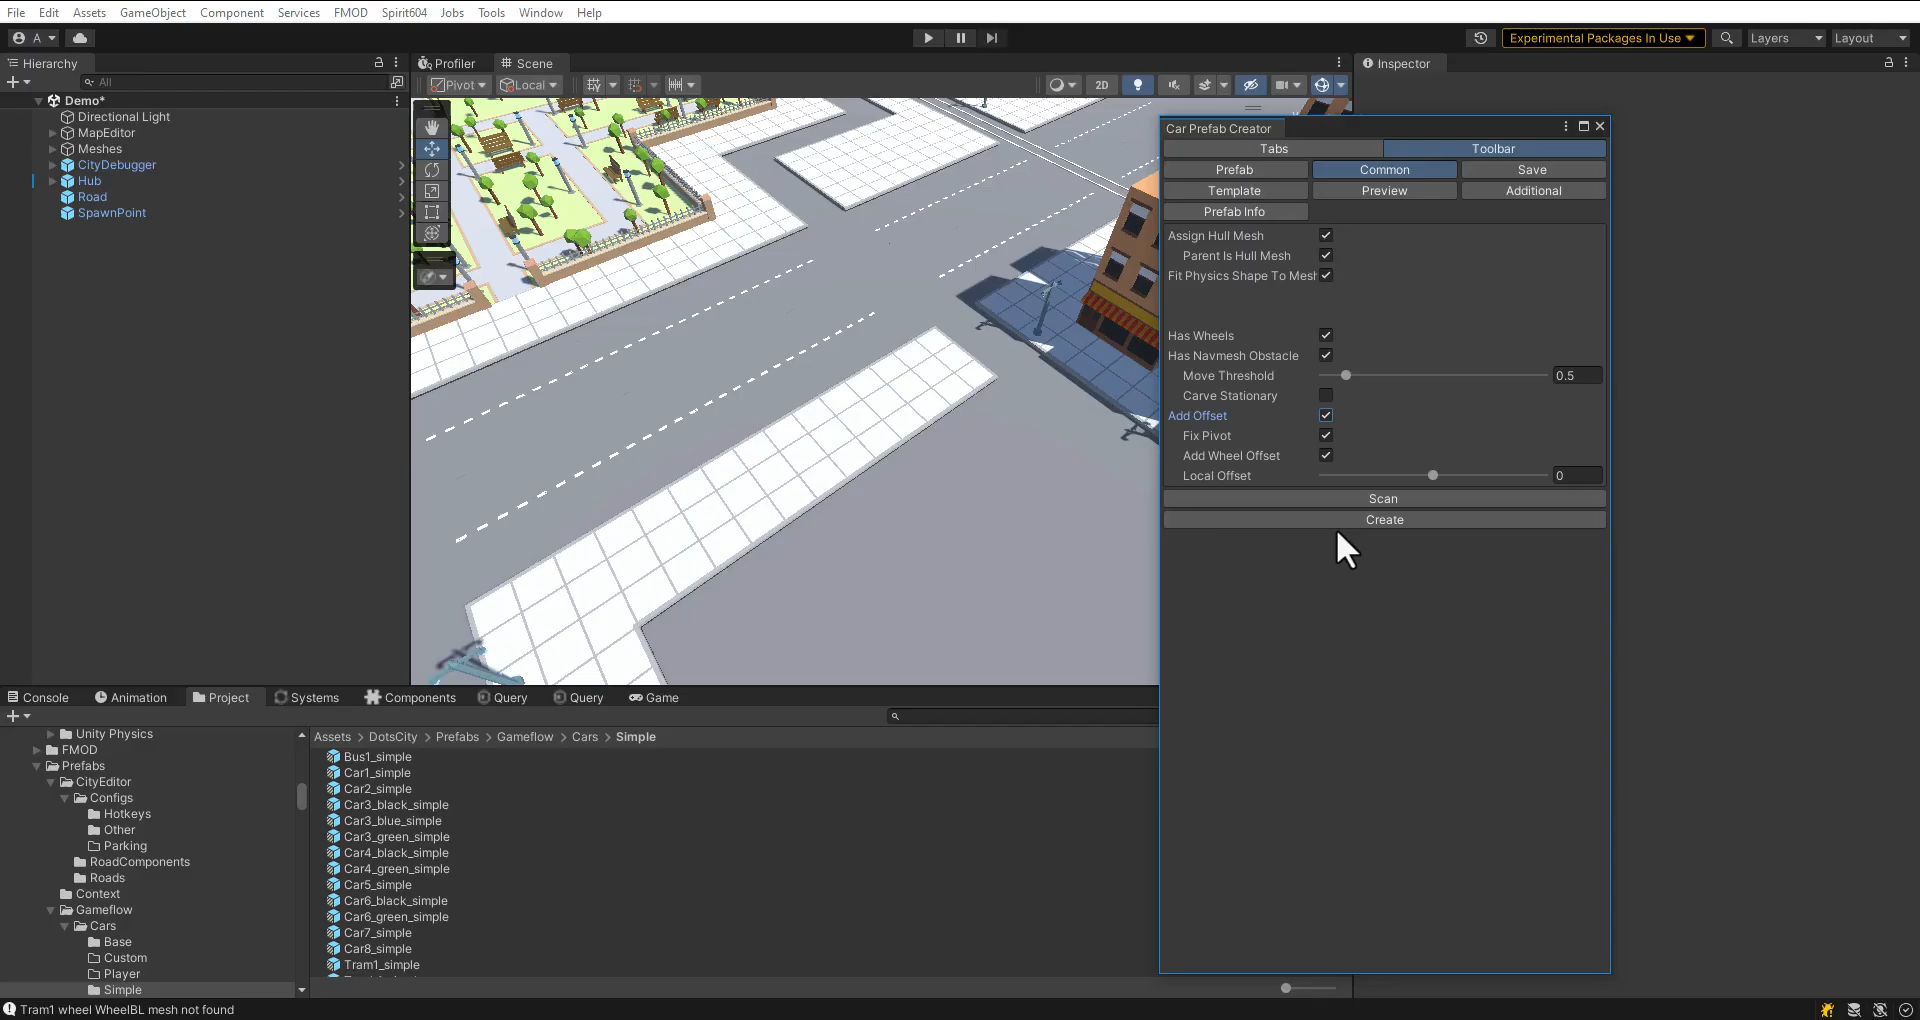 File Edit Assets GameObject Component Services FMOD Spirit604 Jobs Tools Window Help
A Experimental Packages In Use Layers Layout
Hierarchy Profiler Scene Inspector
All Pivot Local 2D
Demo*
Directional Light
MapEditor
Meshes
CityDebugger
Hub
Road
SpawnPoint
Car Prefab Creator
Tabs Toolbar
Prefab Common Save
Template Preview Additional
Prefab Info
Assign Hull Mesh
Parent Is Hull Mesh
Fit Physics Shape To Mesh
Has Wheels
Has Navmesh Obstacle
Move Threshold 0.5
Carve Stationary
Add Offset
Fix Pivot
Add Wheel Offset
Local Offset 0
Scan
Create
Console Animation Project Systems Components Query Query Game
Unity Physics
FMOD
Prefabs
CityEditor
Configs
Hotkeys
Other
Parking
RoadComponents
Roads
Context
Gameflow
Cars
Base
Custom
Player
Simple
Assets > DotsCity > Prefabs > Gameflow > Cars > Simple
Bus1_simple
Car1_simple
Car2_simple
Car3_black_simple
Car3_blue_simple
Car3_green_simple
Car4_black_simple
Car4_green_simple
Car5_simple
Car6_black_simple
Car6_green_simple
Car7_simple
Car8_simple
Tram1_simple
Tram1 wheel WheelBL mesh not found